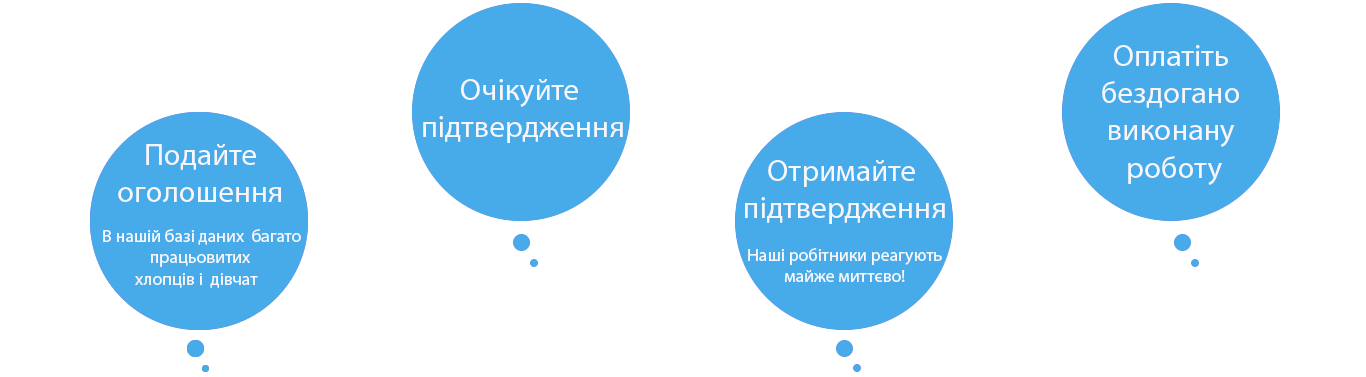 Подайте
оголошення
В нашій базі даних багато
працьовитих
хлопців і дівчат
Очікуйте
підтвердження
Отримайте
підтвердження
Наші робітники реагують
майже миттєво!
Оплатіть
бездогано
виконану
роботу